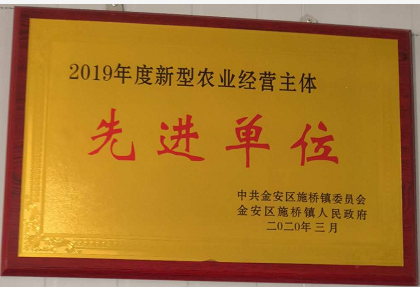 2019年度新型农业经营主体
先进单位
中共金安区施桥镇委员会
金安区施桥镇人民政府
二〇二〇年三月